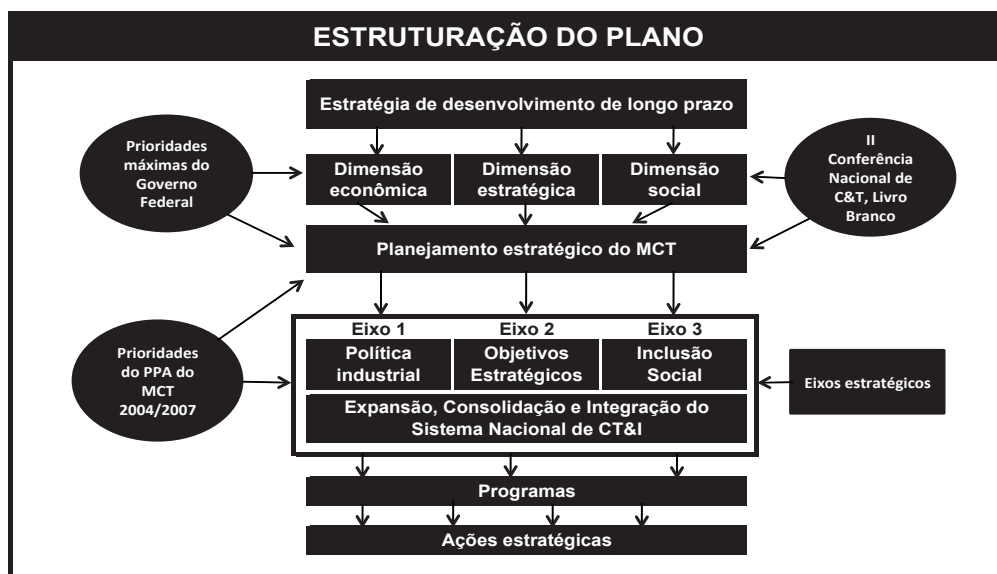 ESTRUTURAÇÃO DO PLANO
Estratégia de desenvolvimento de longo prazo
Prioridades
máximas do
Governo
Federal
Dimensão
econômica
Dimensão
estratégica
Dimensão
social
II
Conferência
Nacional de
C&T, Livro
Branco
Planejamento estratégico do MCT
Prioridades
do PPA do
MCT
2004/2007
Eixo 1
Política
industrial
Eixo 2
Objetivos
Estratégicos
Eixo 3
Inclusão
Social
Eixos estratégicos
Expansão, Consolidação e Integração do
Sistema Nacional de CT&I
Programas
Ações estratégicas